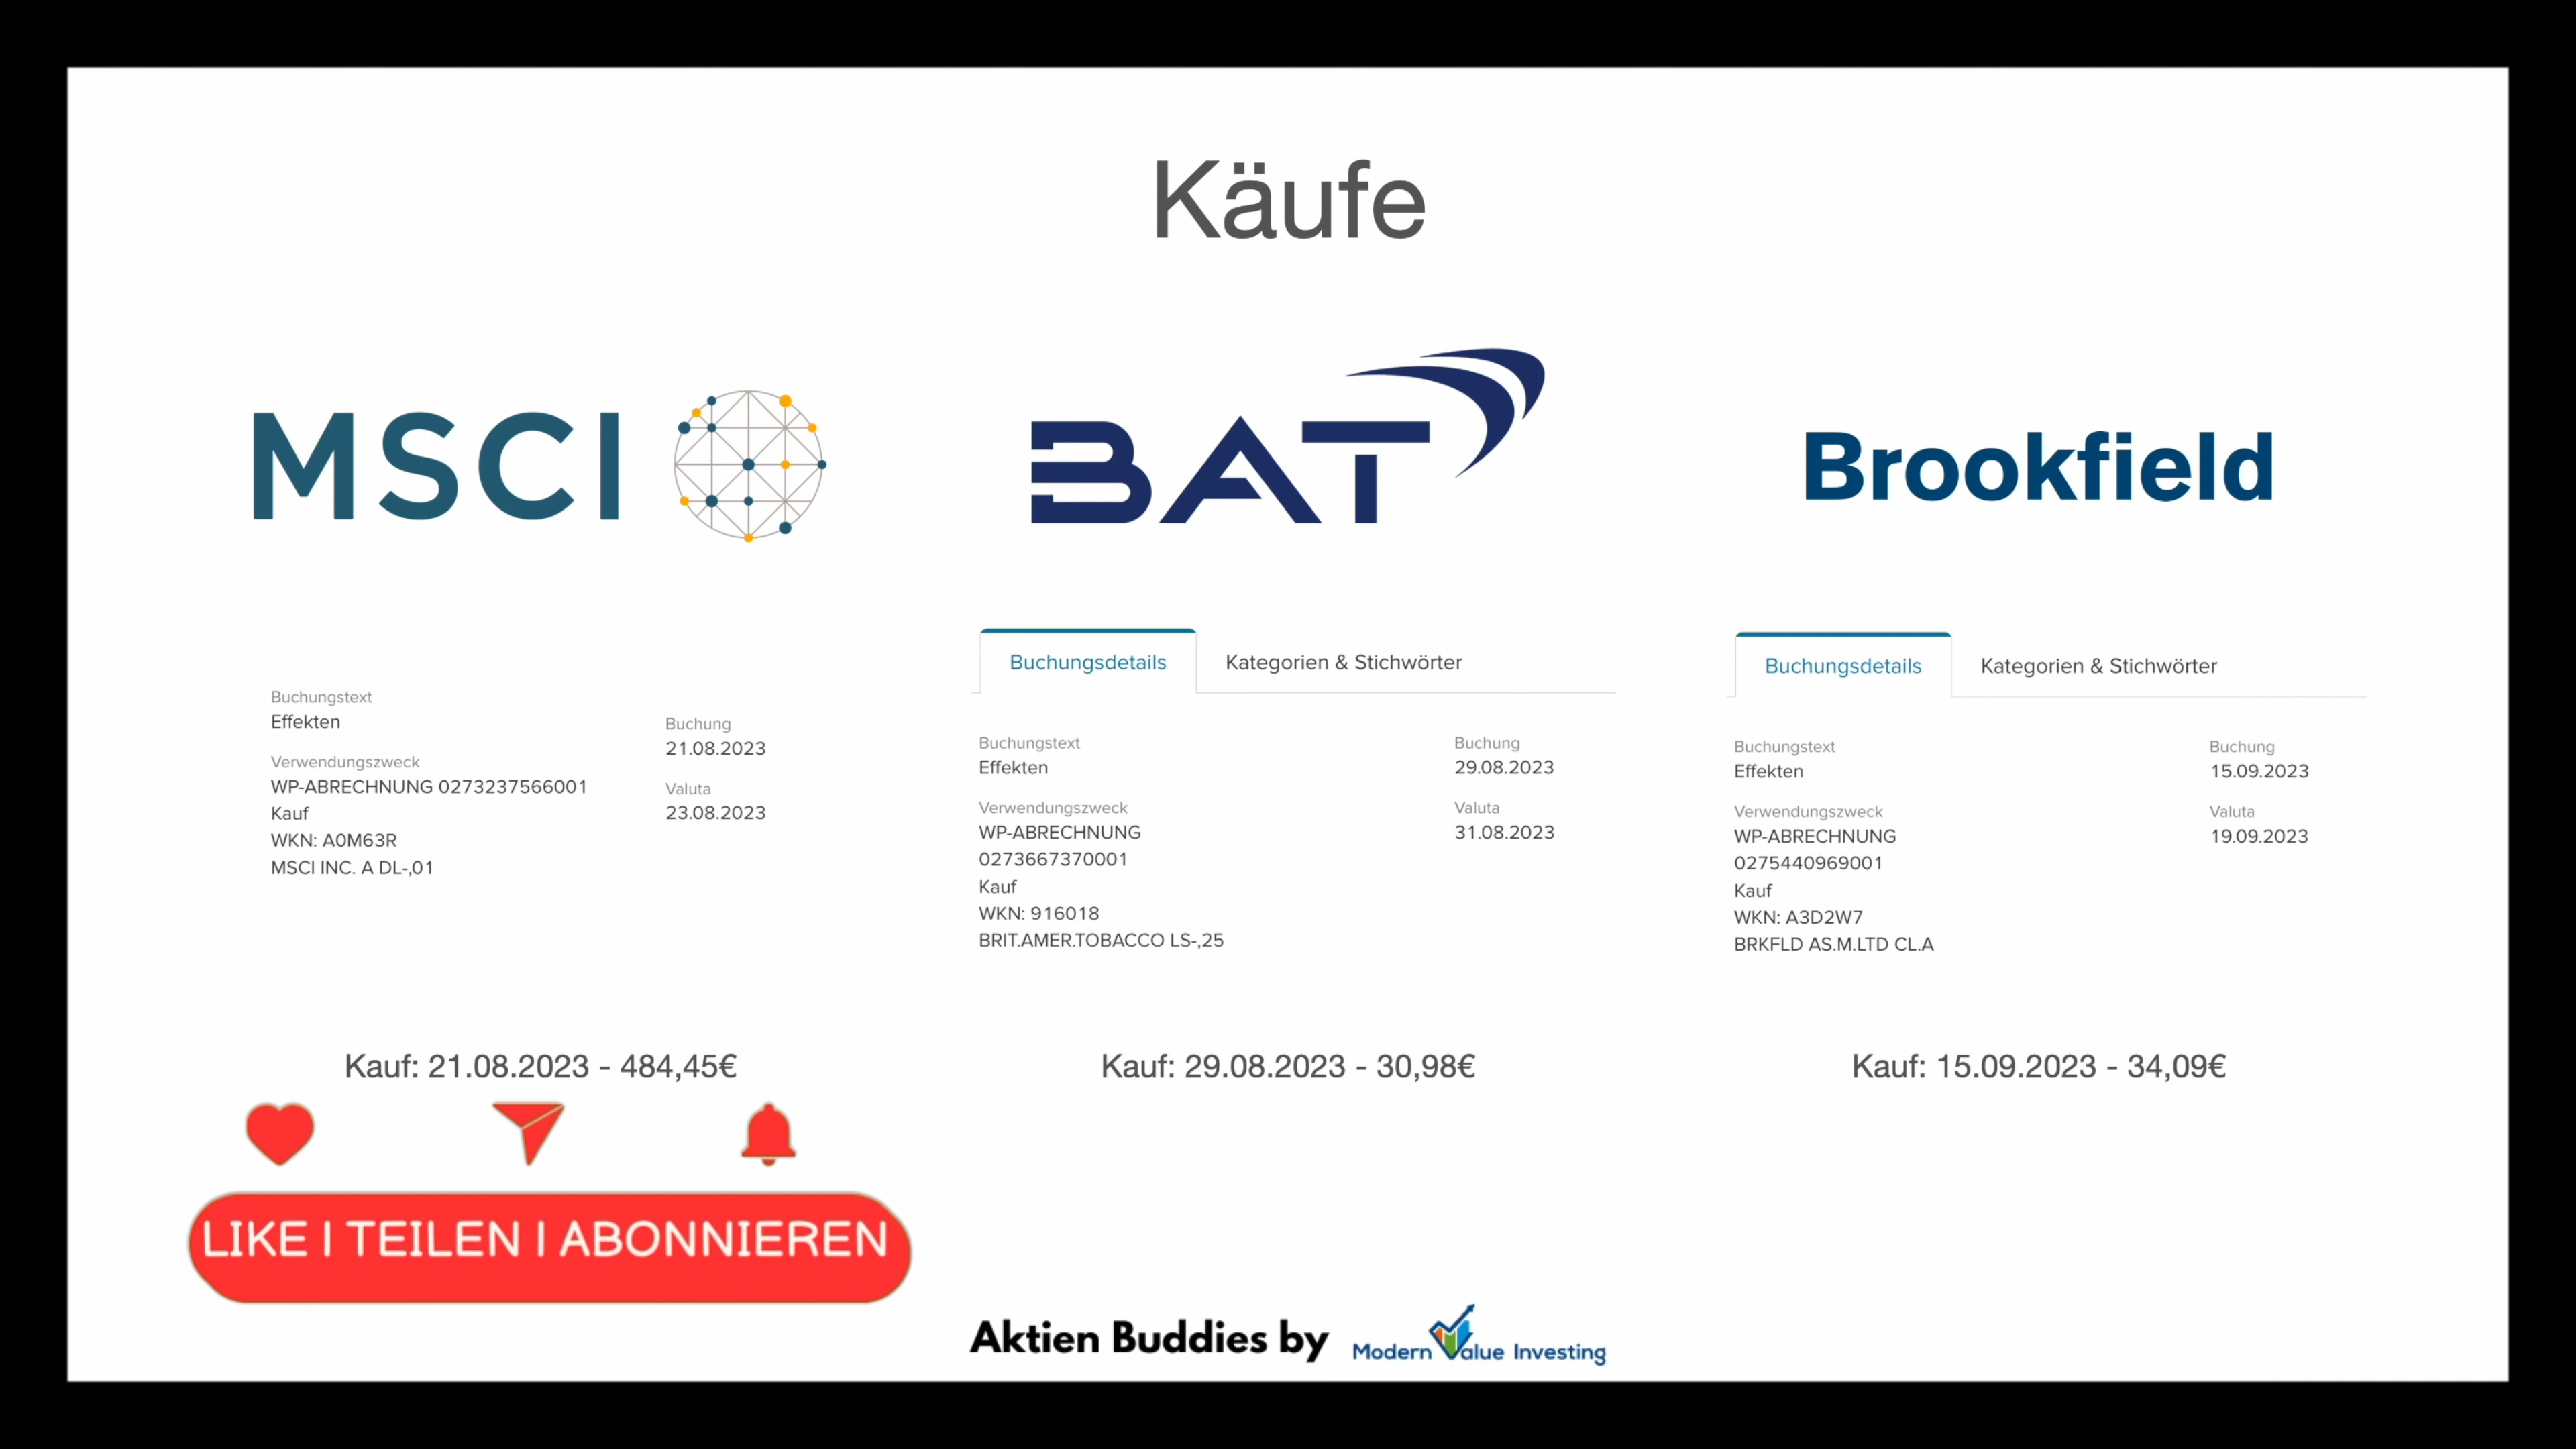 Käufe
MSCI
BAT
Brookfield
Buchungstext
Effekten
Verwendungszweck
WP-ABRECHNUNG 0273237566001
Kauf
WKN: A0M63R
MSCI INC. A DL-,01
Buchung
21.08.2023
Valuta
23.08.2023
Kauf: 21.08.2023 - 484,45€
Buchungsdetails Kategorien & Stichwörter
Buchungstext
Effekten
Verwendungszweck
WP-ABRECHNUNG
0273667370001
Kauf
WKN: 916018
BRIT.AMER.TOBACCO LS-,25
Buchung
29.08.2023
Valuta
31.08.2023
Kauf: 29.08.2023 - 30,98€
Buchungsdetails Kategorien & Stichwörter
Buchungstext
Effekten
Verwendungszweck
WP-ABRECHNUNG
0275440969001
Kauf
WKN: A3D2W7
BRKFLD AS.M.LTD CL.A
Buchung
15.09.2023
Valuta
19.09.2023
Kauf: 15.09.2023 - 34,09€
LIKE | TEILEN | ABONNIEREN
Aktien Buddies by Modern Value Investing